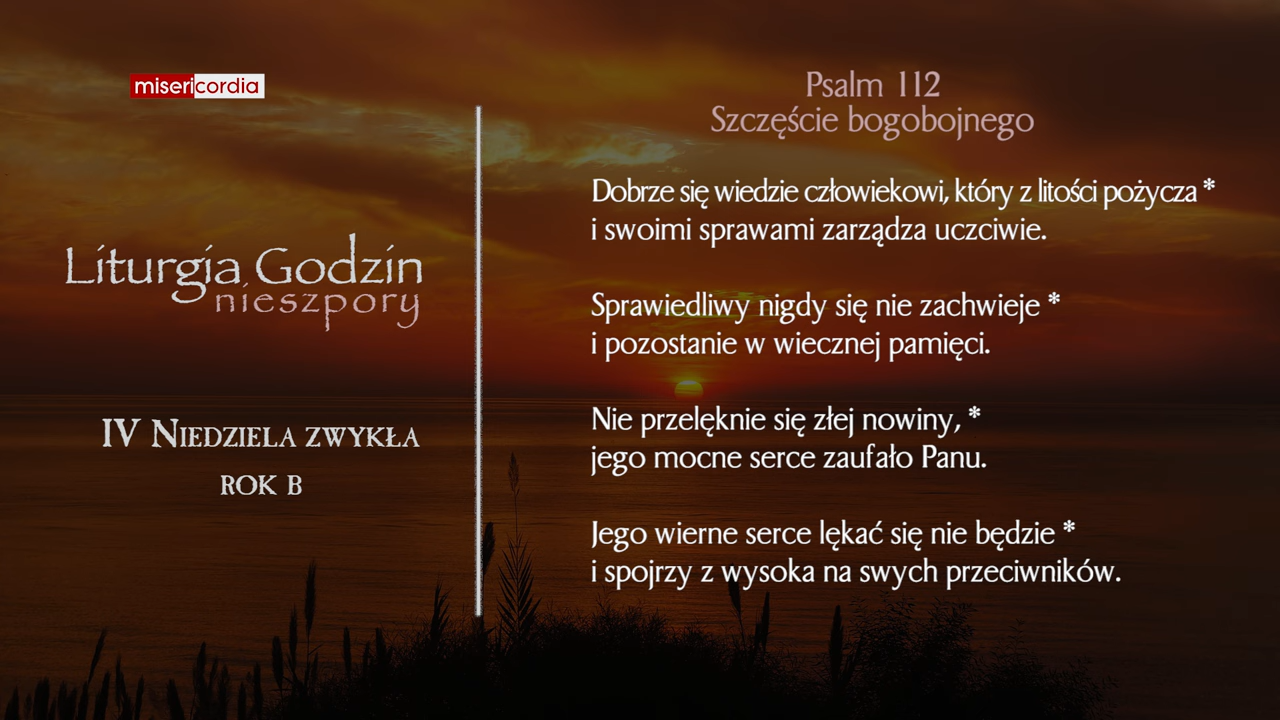 misericordia
Liturgia Godzin
nieszpory
IV Niedziela zwykła
rok B
Psalm 112
Szczęście bogobojnego
Dobrze się wiedzie człowiekowi, który z litości pożycza *
i swoimi sprawami zarządza uczciwie.
Sprawiedliwy nigdy się nie zachwieje *
i pozostanie w wiecznej pamięci.
Nie przelęknie się złej nowiny, *
jego mocne serce zaufało Panu.
Jego wierne serce lękać się nie będzie *
i spojrzy z wysoka na swych przeciwników.